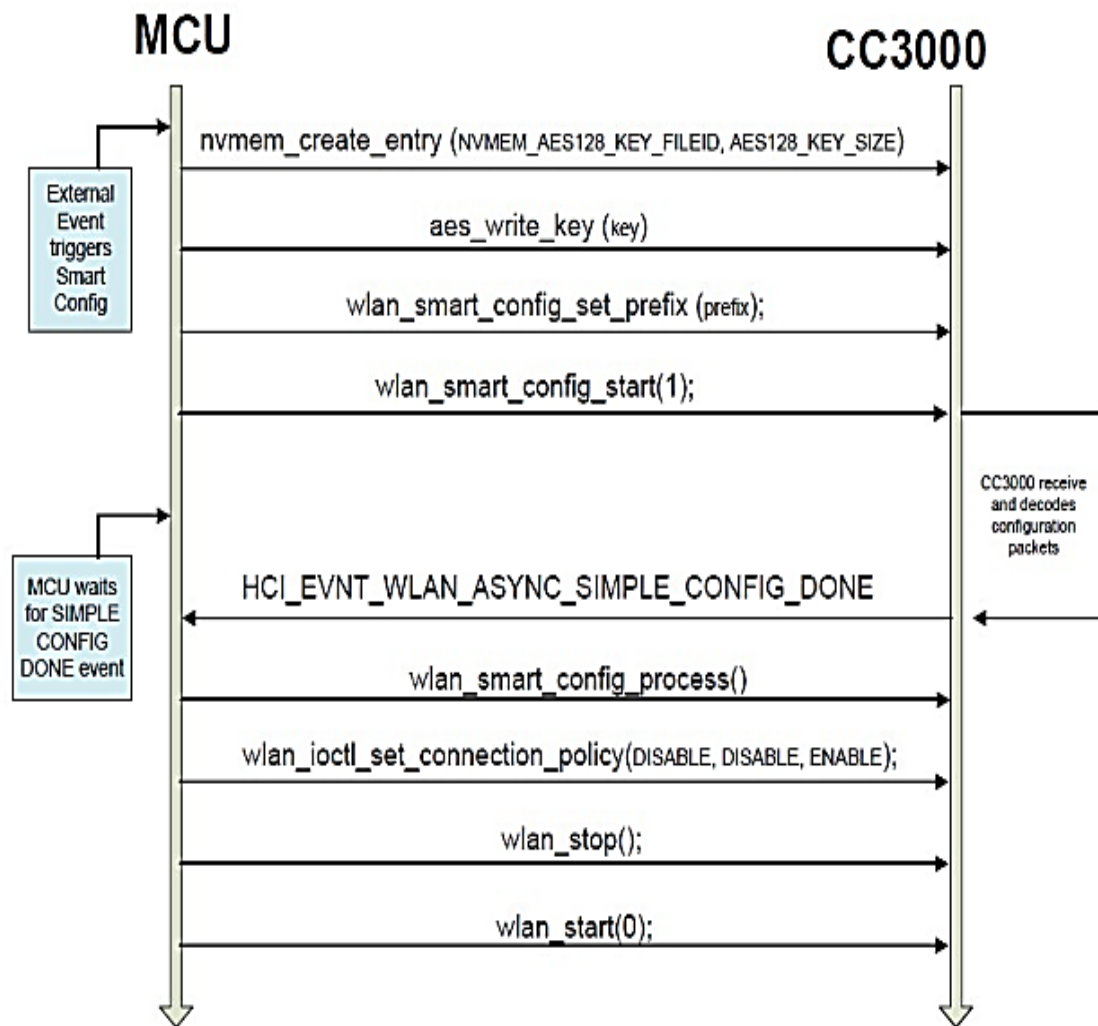 MCU
CC3000
nvmem_create_entry (NVMEM_AES128_KEY_FILEID, AES128_KEY_SIZE)
External
Event
triggers
Smart
Config
aes_write_key (key)
wlan_smart_config_set_prefix (prefix);
wlan_smart_config_start(1);
CC3000 receive
and decodes
configuration
packets
MCU waits
for SIMPLE
CONFIG
DONE event
HCI_EVNT_WLAN_ASYNC_SIMPLE_CONFIG_DONE
wlan_smart_config_process()
wlan_ioctl_set_connection_policy(DISABLE, DISABLE, ENABLE);
wlan_stop();
wlan_start(0);